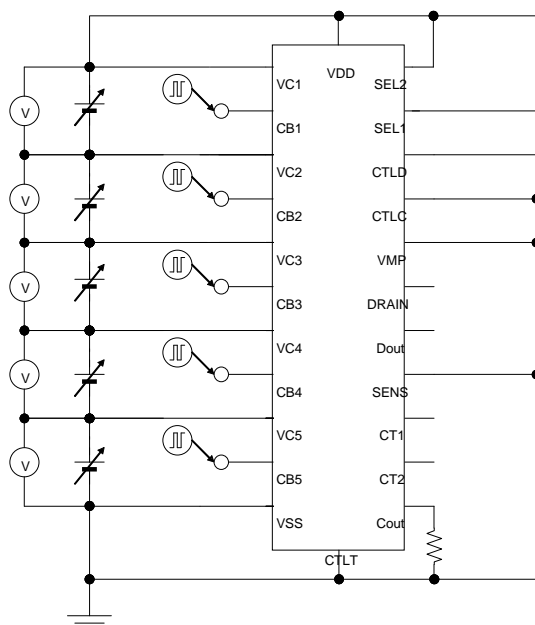 VDD
VC1
SEL2
V
CB1
SEL1
VC2
CTLD
V
CB2
CTLC
VC3
VMP
V
CB3
DRAIN
VC4
Dout
V
CB4
SENS
VC5
CT1
V
CB5
CT2
VSS
Cout
CTLT